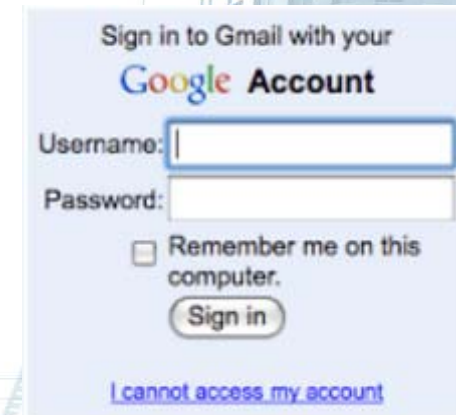 Sign in to Gmail with your
Google Account
Username:
Password:
Remember me on this
computer.
Sign in
I cannot access my account